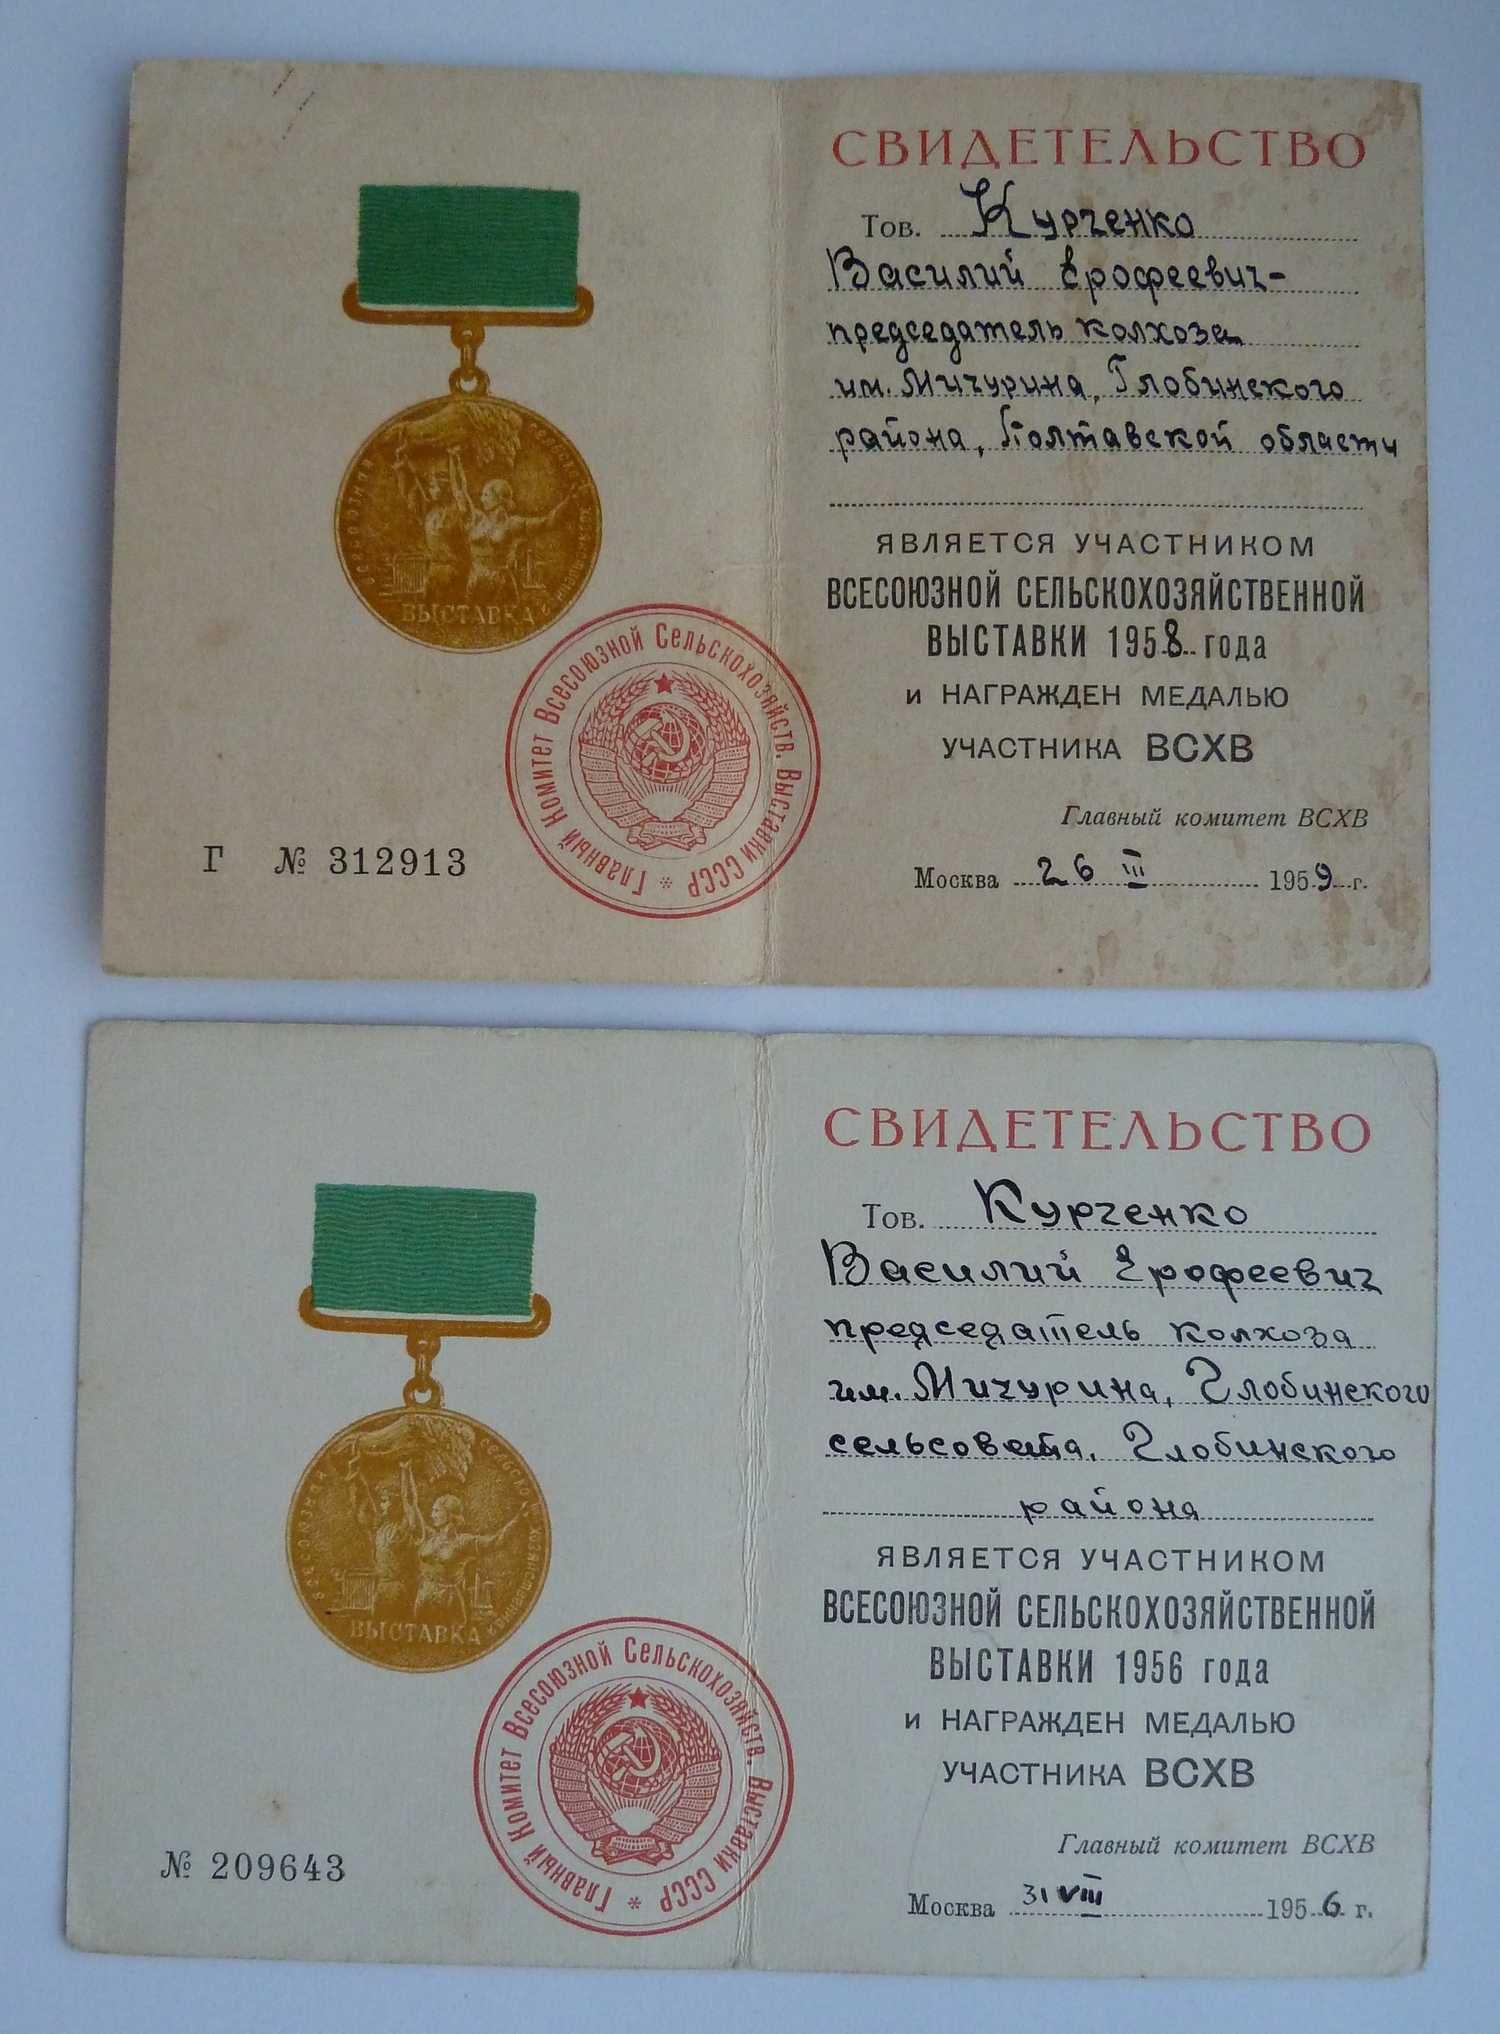 СВИДЕТЕЛЬСТВО
Тов. Курченко
Василий Ерофеевич-
председатель колхоза
им. Мичурина, Глобинского
района, Полтавской области
ЯВЛЯЕТСЯ УЧАСТНИКОМ
ВСЕСОЮЗНОЙ СЕЛЬСКОХОЗЯЙСТВЕННОЙ
ВЫСТАВКИ 1958 года
и НАГРАЖДЕН МЕДАЛЬЮ
УЧАСТНИКА ВСХВ
Главный комитет ВСХВ
Москва 26 III 1959 г.
ВЫСТАВКА
Главный Комитет Всесоюзной Сельскохозяйств. Выставки СССР *
Г № 312913
СВИДЕТЕЛЬСТВО
Тов. Курченко
Василий Ерофеевич
председатель колхоза
им. Мичурина, Глобинского
сельсовета, Глобинского
района
ЯВЛЯЕТСЯ УЧАСТНИКОМ
ВСЕСОЮЗНОЙ СЕЛЬСКОХОЗЯЙСТВЕННОЙ
ВЫСТАВКИ 1956 года
и НАГРАЖДЕН МЕДАЛЬЮ
УЧАСТНИКА ВСХВ
Главный комитет ВСХВ
Москва 31 VIII 1956 г.
ВСЕСОЮЗНАЯ СЕЛЬСКО ХОЗЯЙСТВЕННАЯ
ВЫСТАВКА
Главный Комитет Всесоюзной Сельскохозяйств. Выставки СССР *
№ 209643